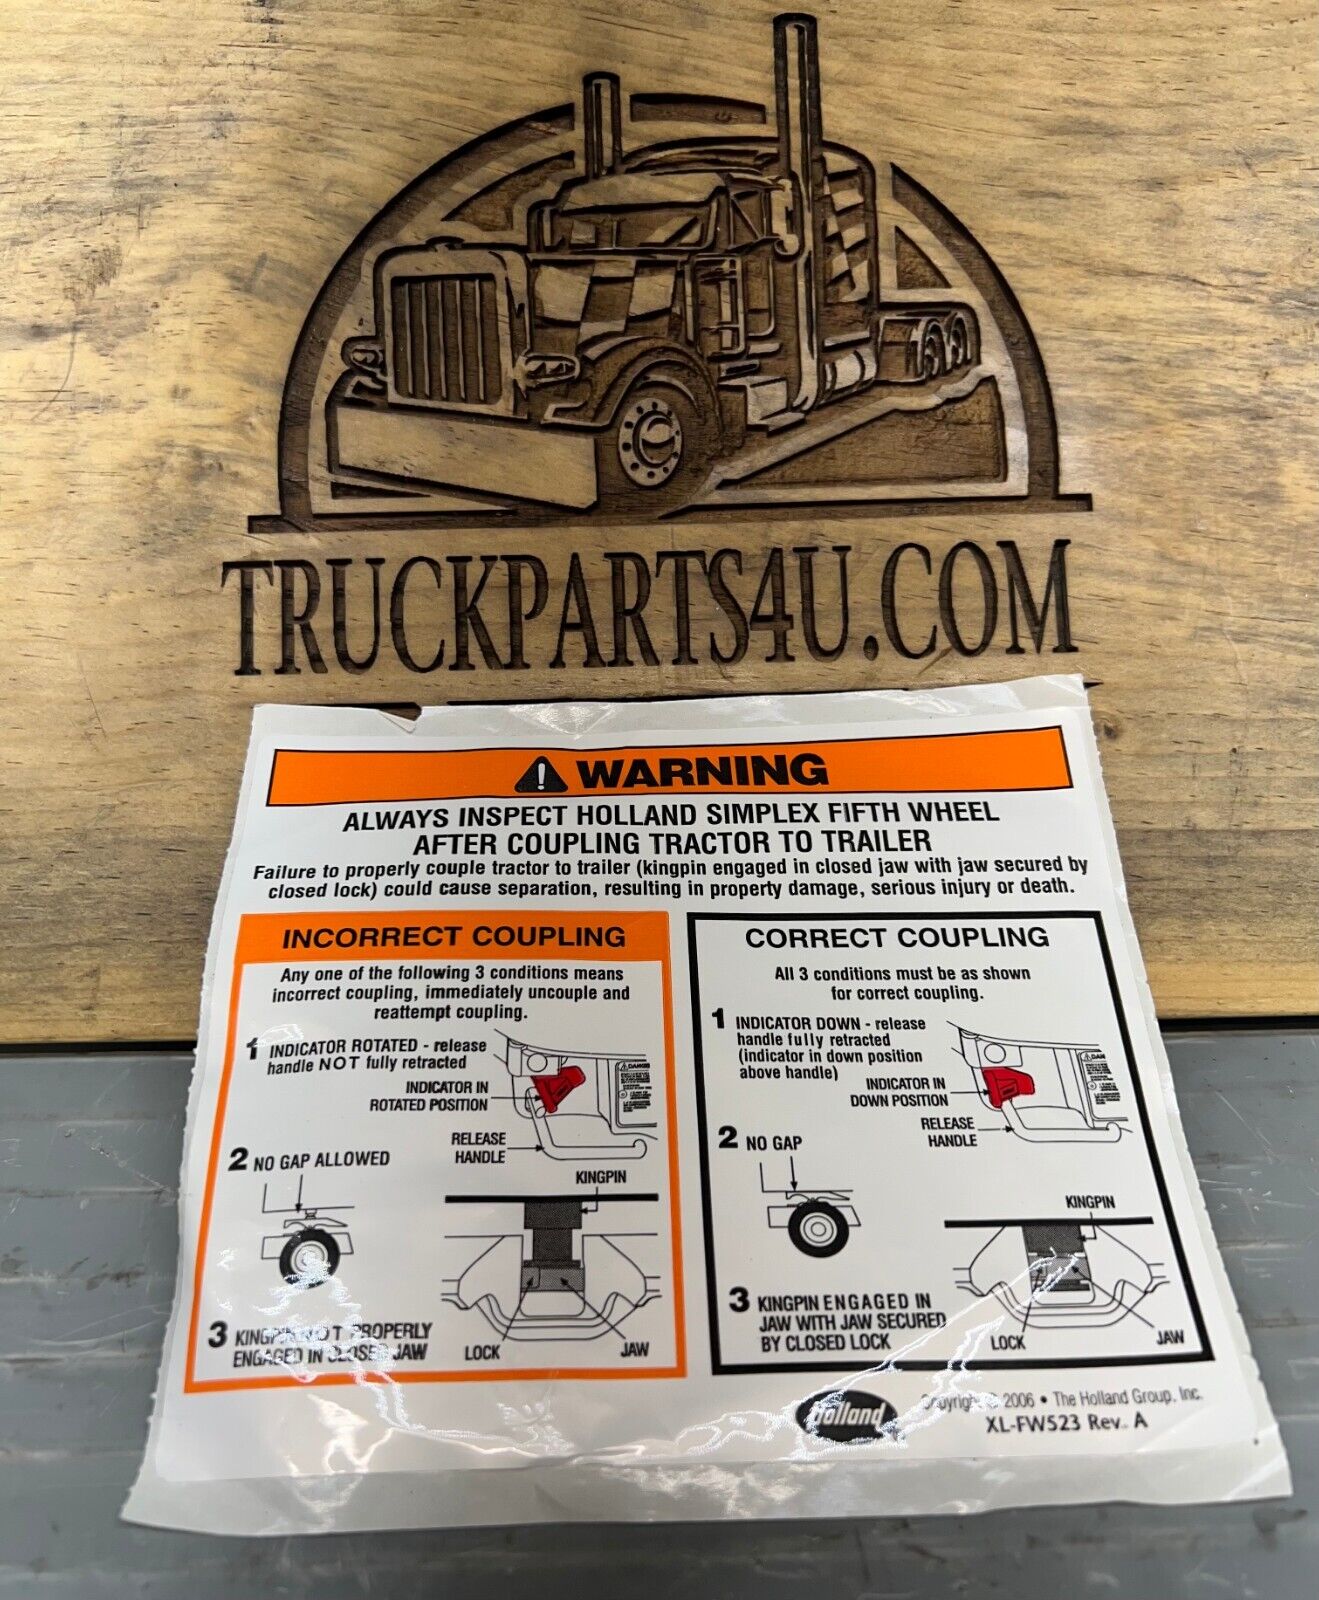 TRUCKPARTS4U.COM
WARNING
ALWAYS INSPECT HOLLAND SIMPLEX FIFTH WHEEL
AFTER COUPLING TRACTOR TO TRAILER
Failure to properly couple tractor to trailer (kingpin engaged in closed jaw with jaw secured by
closed lock) could cause separation, resulting in property damage, serious injury or death.
INCORRECT COUPLING
Any one of the following 3 conditions means
incorrect coupling, immediately uncouple and
reattempt coupling.
1 INDICATOR ROTATED - release
handle NOT fully retracted
INDICATOR IN
ROTATED POSITION
RELEASE
HANDLE
2 NO GAP ALLOWED
KINGPIN
3 KINGPIN NOT PROPERLY
ENGAGED IN CLOSED JAW
LOCK
JAW
CORRECT COUPLING
All 3 conditions must be as shown
for correct coupling.
1 INDICATOR DOWN - release
handle fully retracted
(indicator in down position
above handle)
INDICATOR IN
DOWN POSITION
RELEASE
HANDLE
2 NO GAP
KINGPIN
3 KINGPIN ENGAGED IN
JAW WITH JAW SECURED
BY CLOSED LOCK
LOCK
JAW
Holland
Copyright © 2006 • The Holland Group, Inc.
XL-FW523 Rev. A